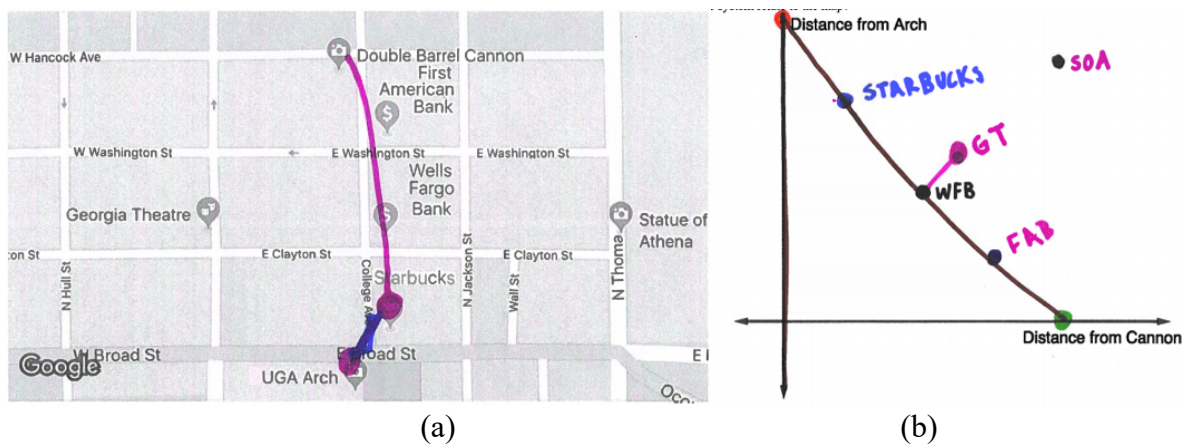 W Hancock Ave
Double Barrel Cannon
First
American
Bank
W Washington St
E Washington St
E Washington St
Wells
Fargo
Bank
Georgia Theatre
Statue of
Athena
E Clayton St
E Clayton St
N Hull St
College A
Starbucks
N Jackson St
Wall St
N Thoma
W Broad St
E Broad St
Google
UGA Arch
(a)
Distance from Arch
STARBUCKS
SOA
GT
WFB
FAB
Distance from Cannon
(b)